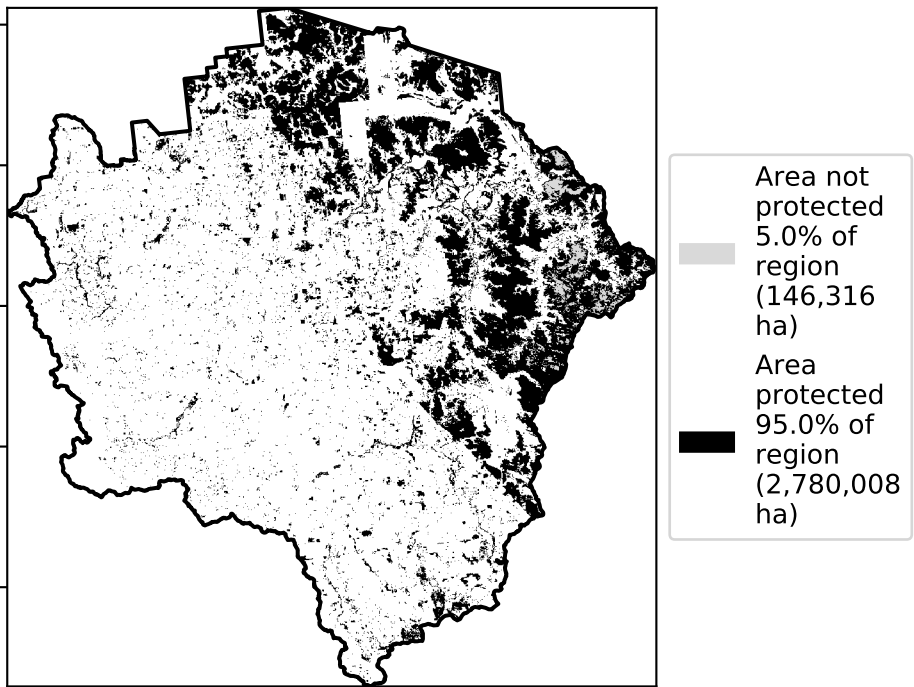 Area not
protected
5.0% of
region
(146,316
ha)
Area
protected
95.0% of
region
(2,780,008
ha)